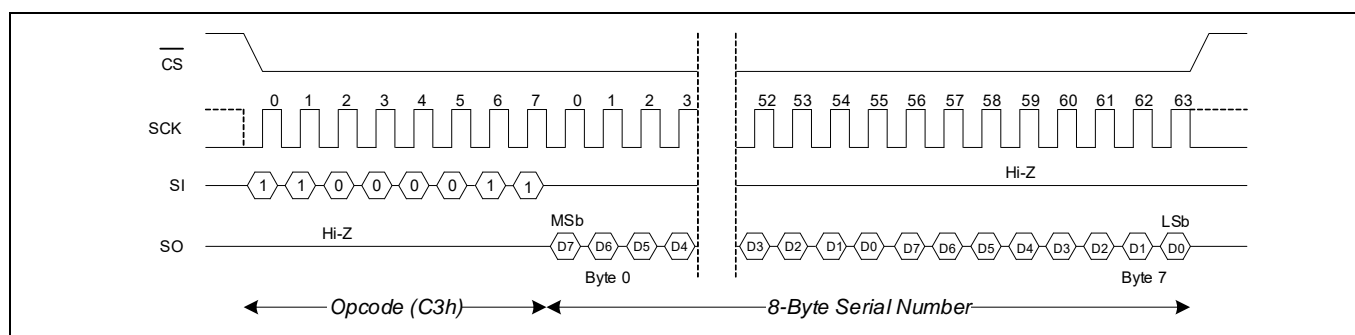 CS
0 1 2 3 4 5 6 7 0 1 2 3 52 53 54 55 56 57 58 59 60 61 62 63
SCK
Hi-Z
SI 1 1 0 0 0 0 1 1
MSb LSb
Hi-Z
SO D7 D6 D5 D4 D3 D2 D1 D0 D7 D6 D5 D4 D3 D2 D1 D0
Byte 0 Byte 7
Opcode (C3h) 8-Byte Serial Number